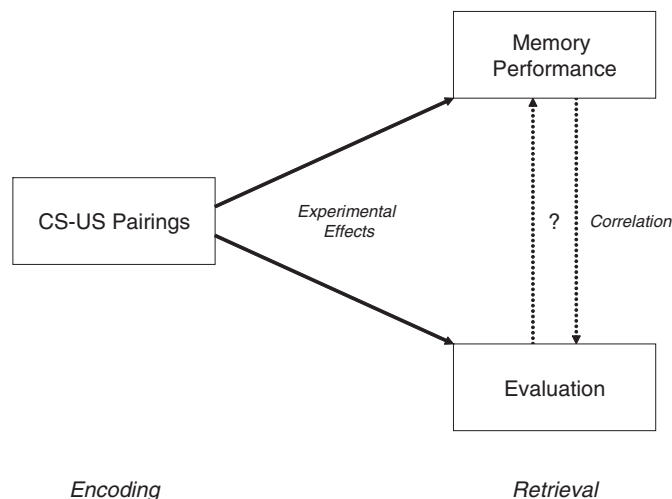 Memory
Performance
CS-US Pairings
Experimental
Effects
?
Correlation
Evaluation
Encoding
Retrieval